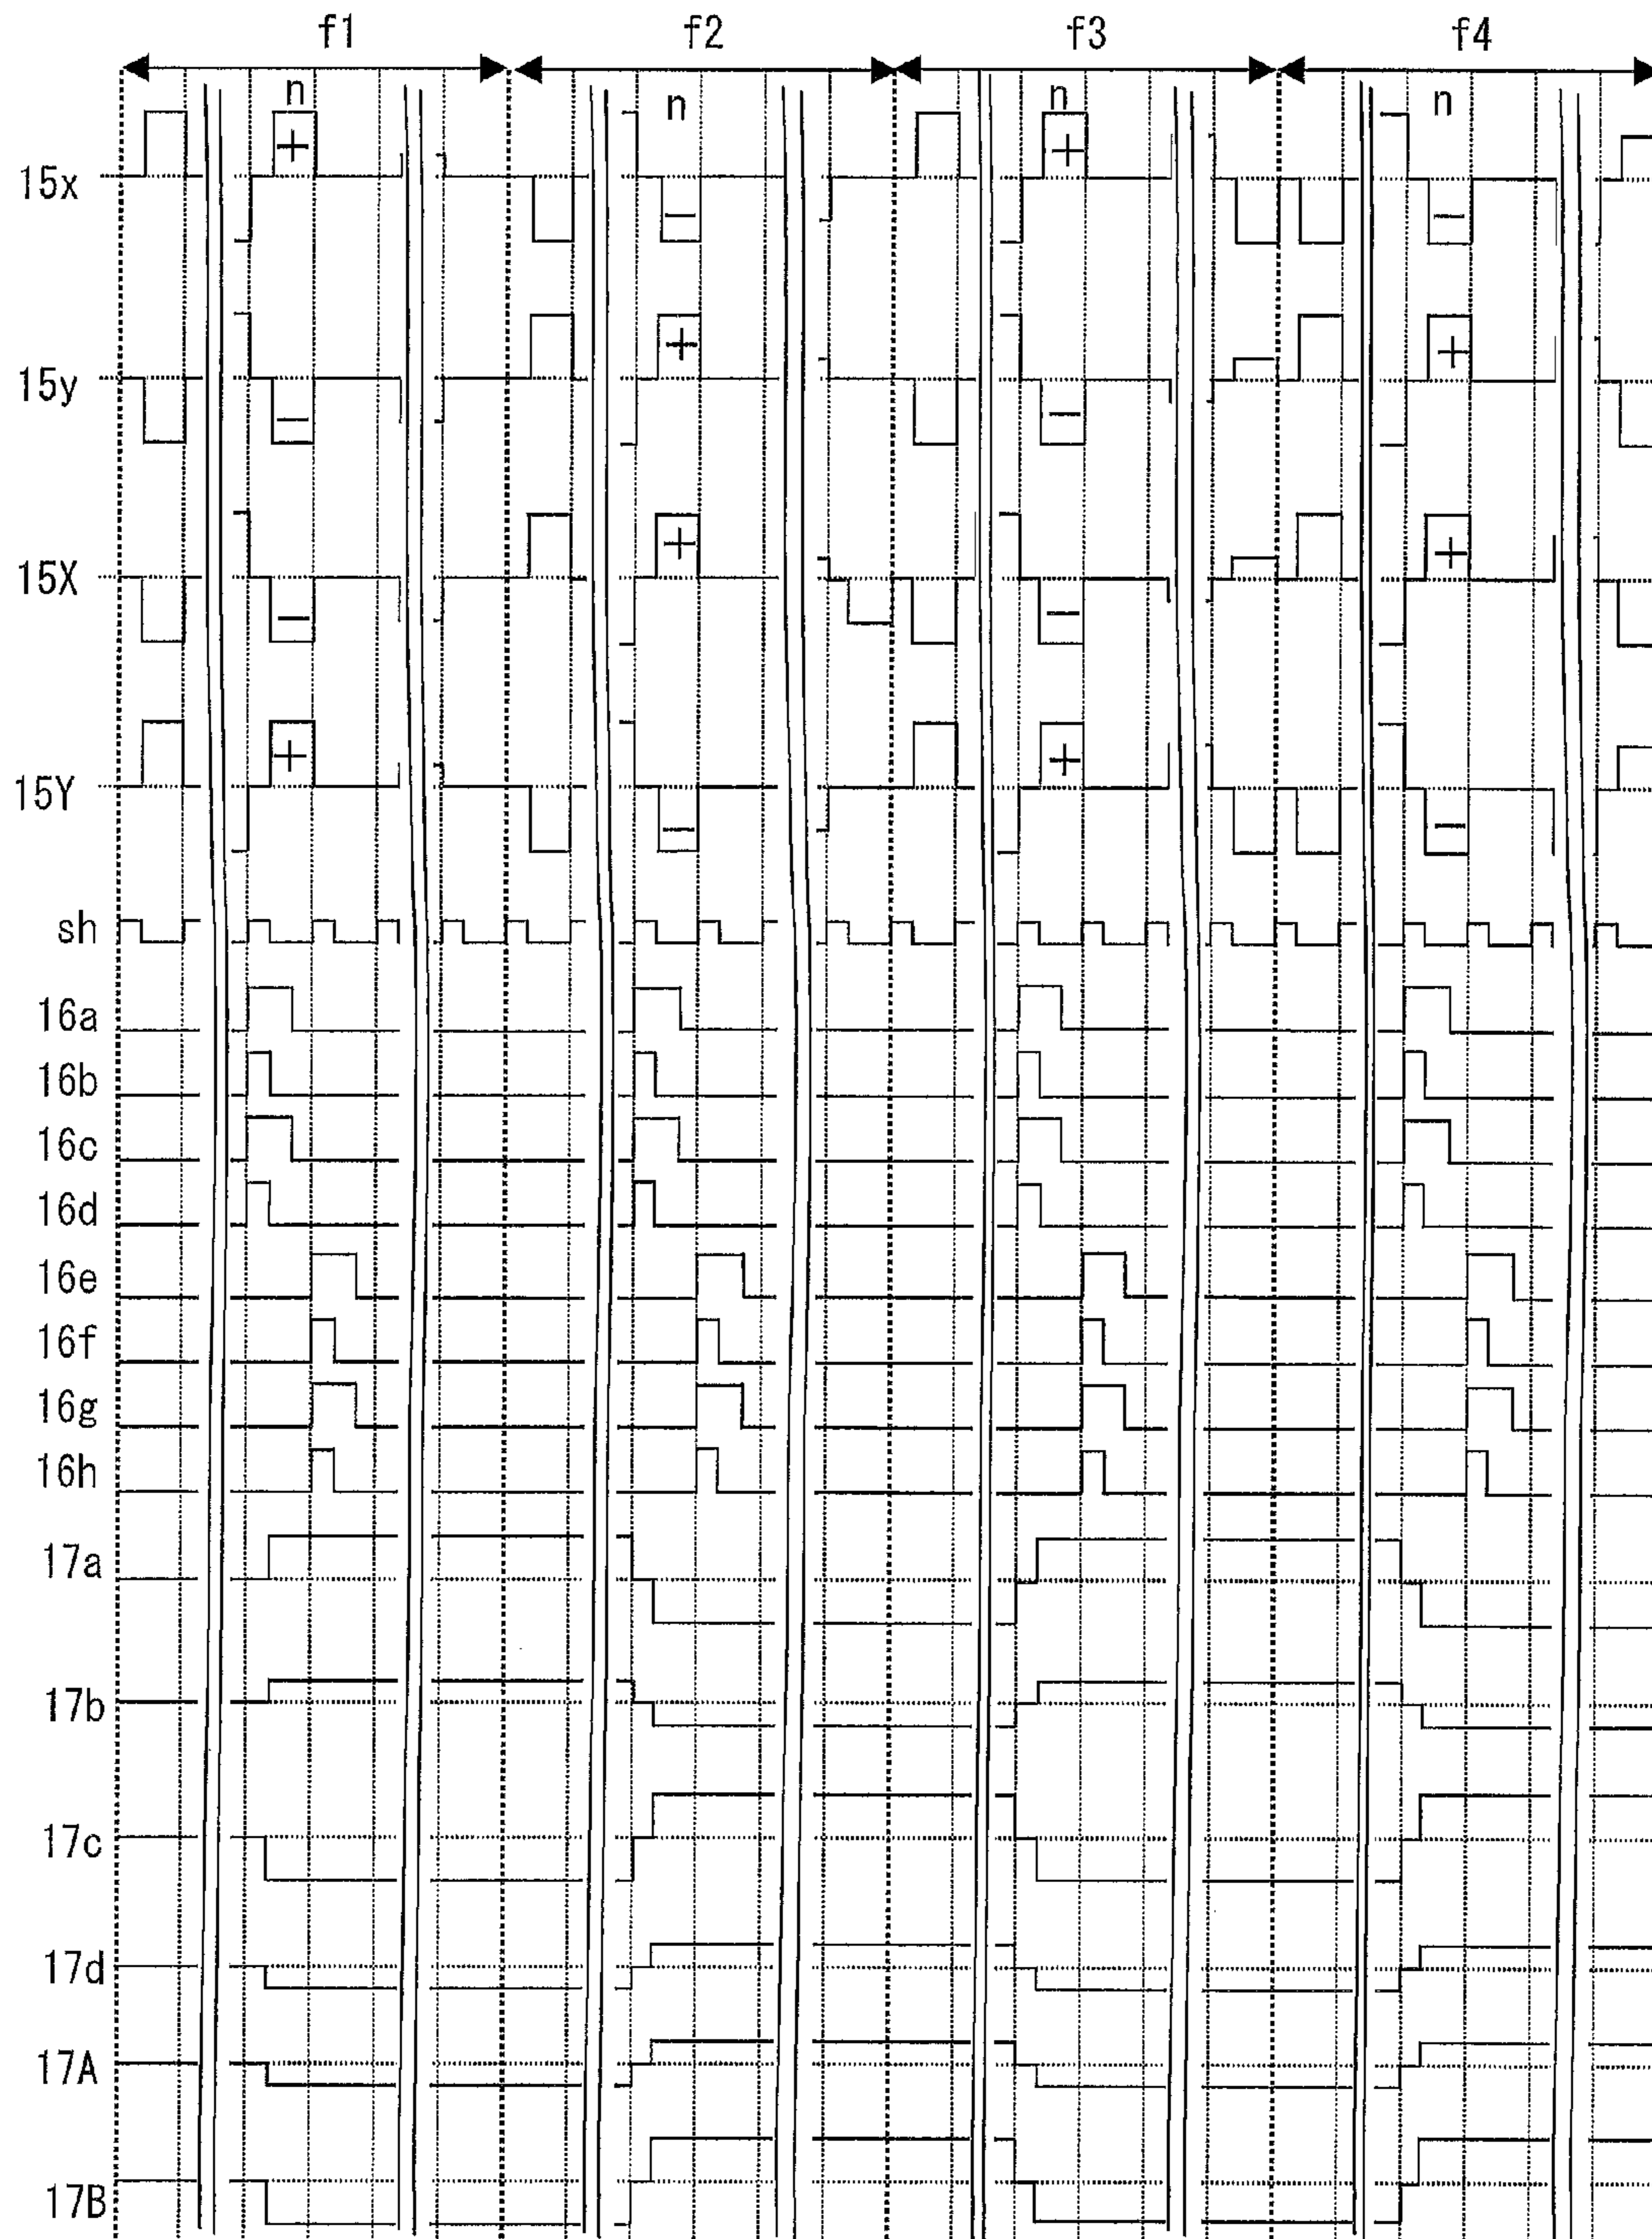 f1 f2 f3 f4
n n n n
15x + − + −
15y − + − +
15X − + − +
15Y + − + −
sh
16a
16b
16c
16d
16e
16f
16g
16h
17a
17b
17c
17d
17A
17B